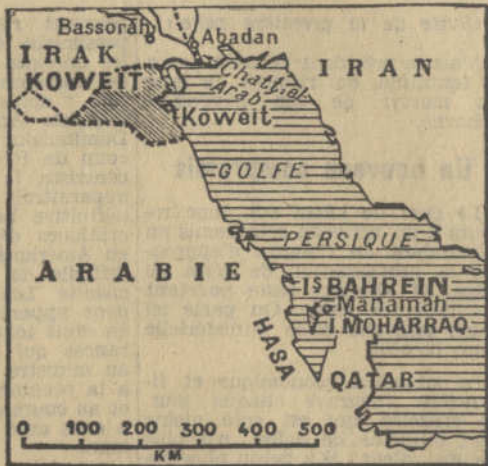 Bassorah
Abadan
IRAK
IRAN
KOWEIT
Chatt el
Arab
Koweit
GOLFE
PERSIQUE
ARABIE
Is BAHREIN
Manamah
I. MOHARRAQ
HASA
QATAR
0 100 200 300 400 500
KM